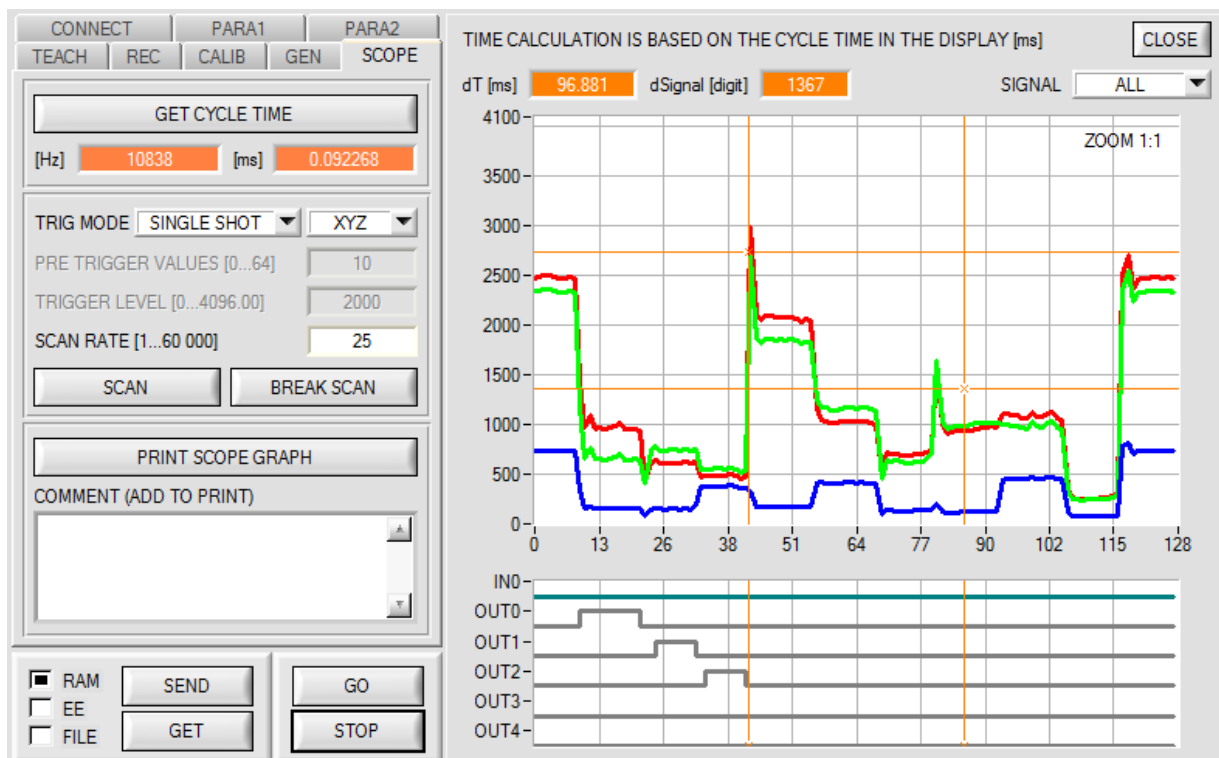 CONNECT PARA1 PARA2
TEACH REC CALIB GEN SCOPE
GET CYCLE TIME
[Hz] 10838 [ms] 0.092268
TRIG MODE SINGLE SHOT XYZ
PRE TRIGGER VALUES [0...64] 10
TRIGGER LEVEL [0...4096.00] 2000
SCAN RATE [1...60 000] 25
SCAN BREAK SCAN
PRINT SCOPE GRAPH
COMMENT (ADD TO PRINT)
RAM
EE
FILE
SEND
GET
GO
STOP
TIME CALCULATION IS BASED ON THE CYCLE TIME IN THE DISPLAY [ms] CLOSE
dT [ms] 96.881 dSignal [digit] 1367 SIGNAL ALL
ZOOM 1:1
4100
3500
3000
2500
2000
1500
1000
500
0
0 13 26 38 51 64 77 90 102 115 128
IN0
OUT0
OUT1
OUT2
OUT3
OUT4